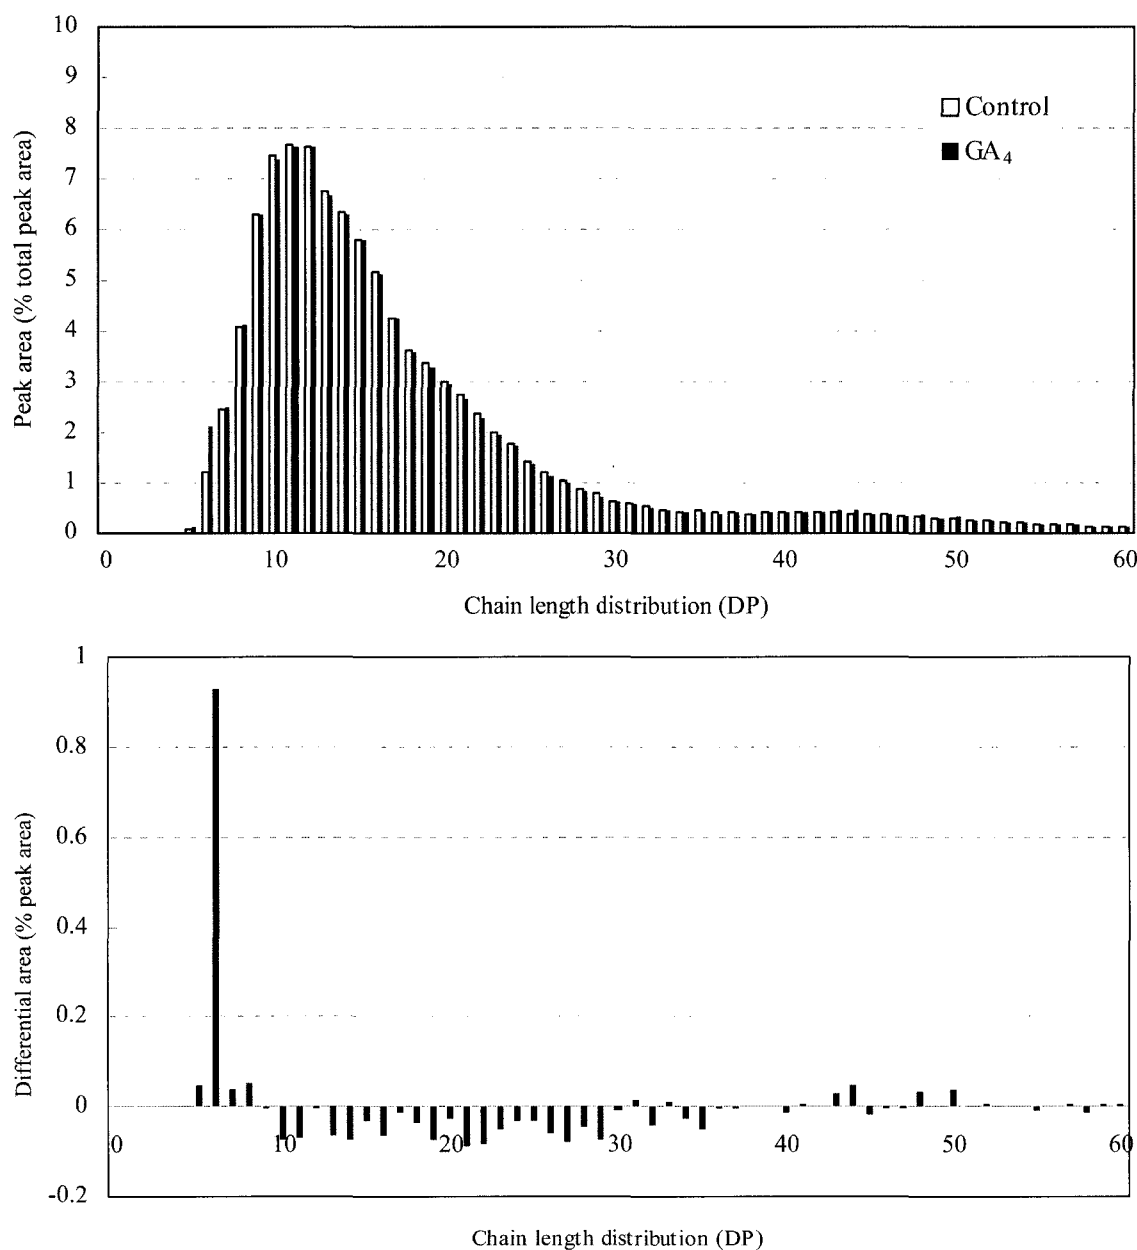 10
9
8
7
6
5
4
3
2
1
0
Peak area (% total peak area)
Control
GA4
0 10 20 30 40 50 60
Chain length distribution (DP)
1
0.8
0.6
0.4
0.2
0
-0.2
Differential area (% peak area)
0 10 20 30 40 50 60
Chain length distribution (DP)